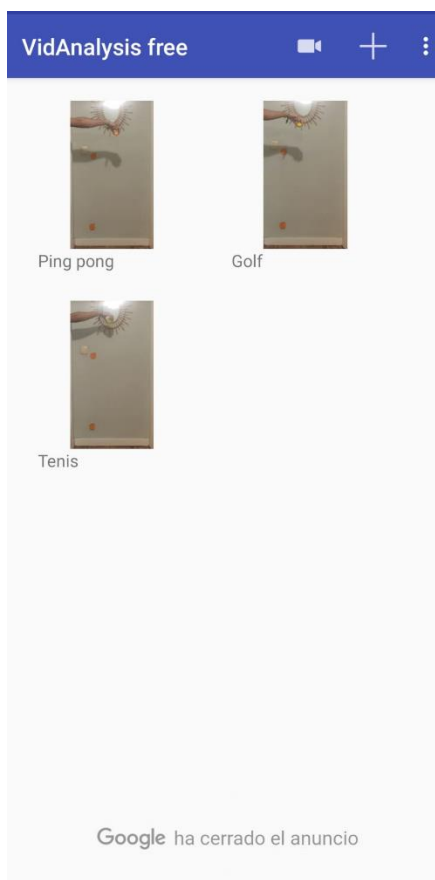 VidAnalysis free
Ping pong
Golf
Tenis
Google ha cerrado el anuncio